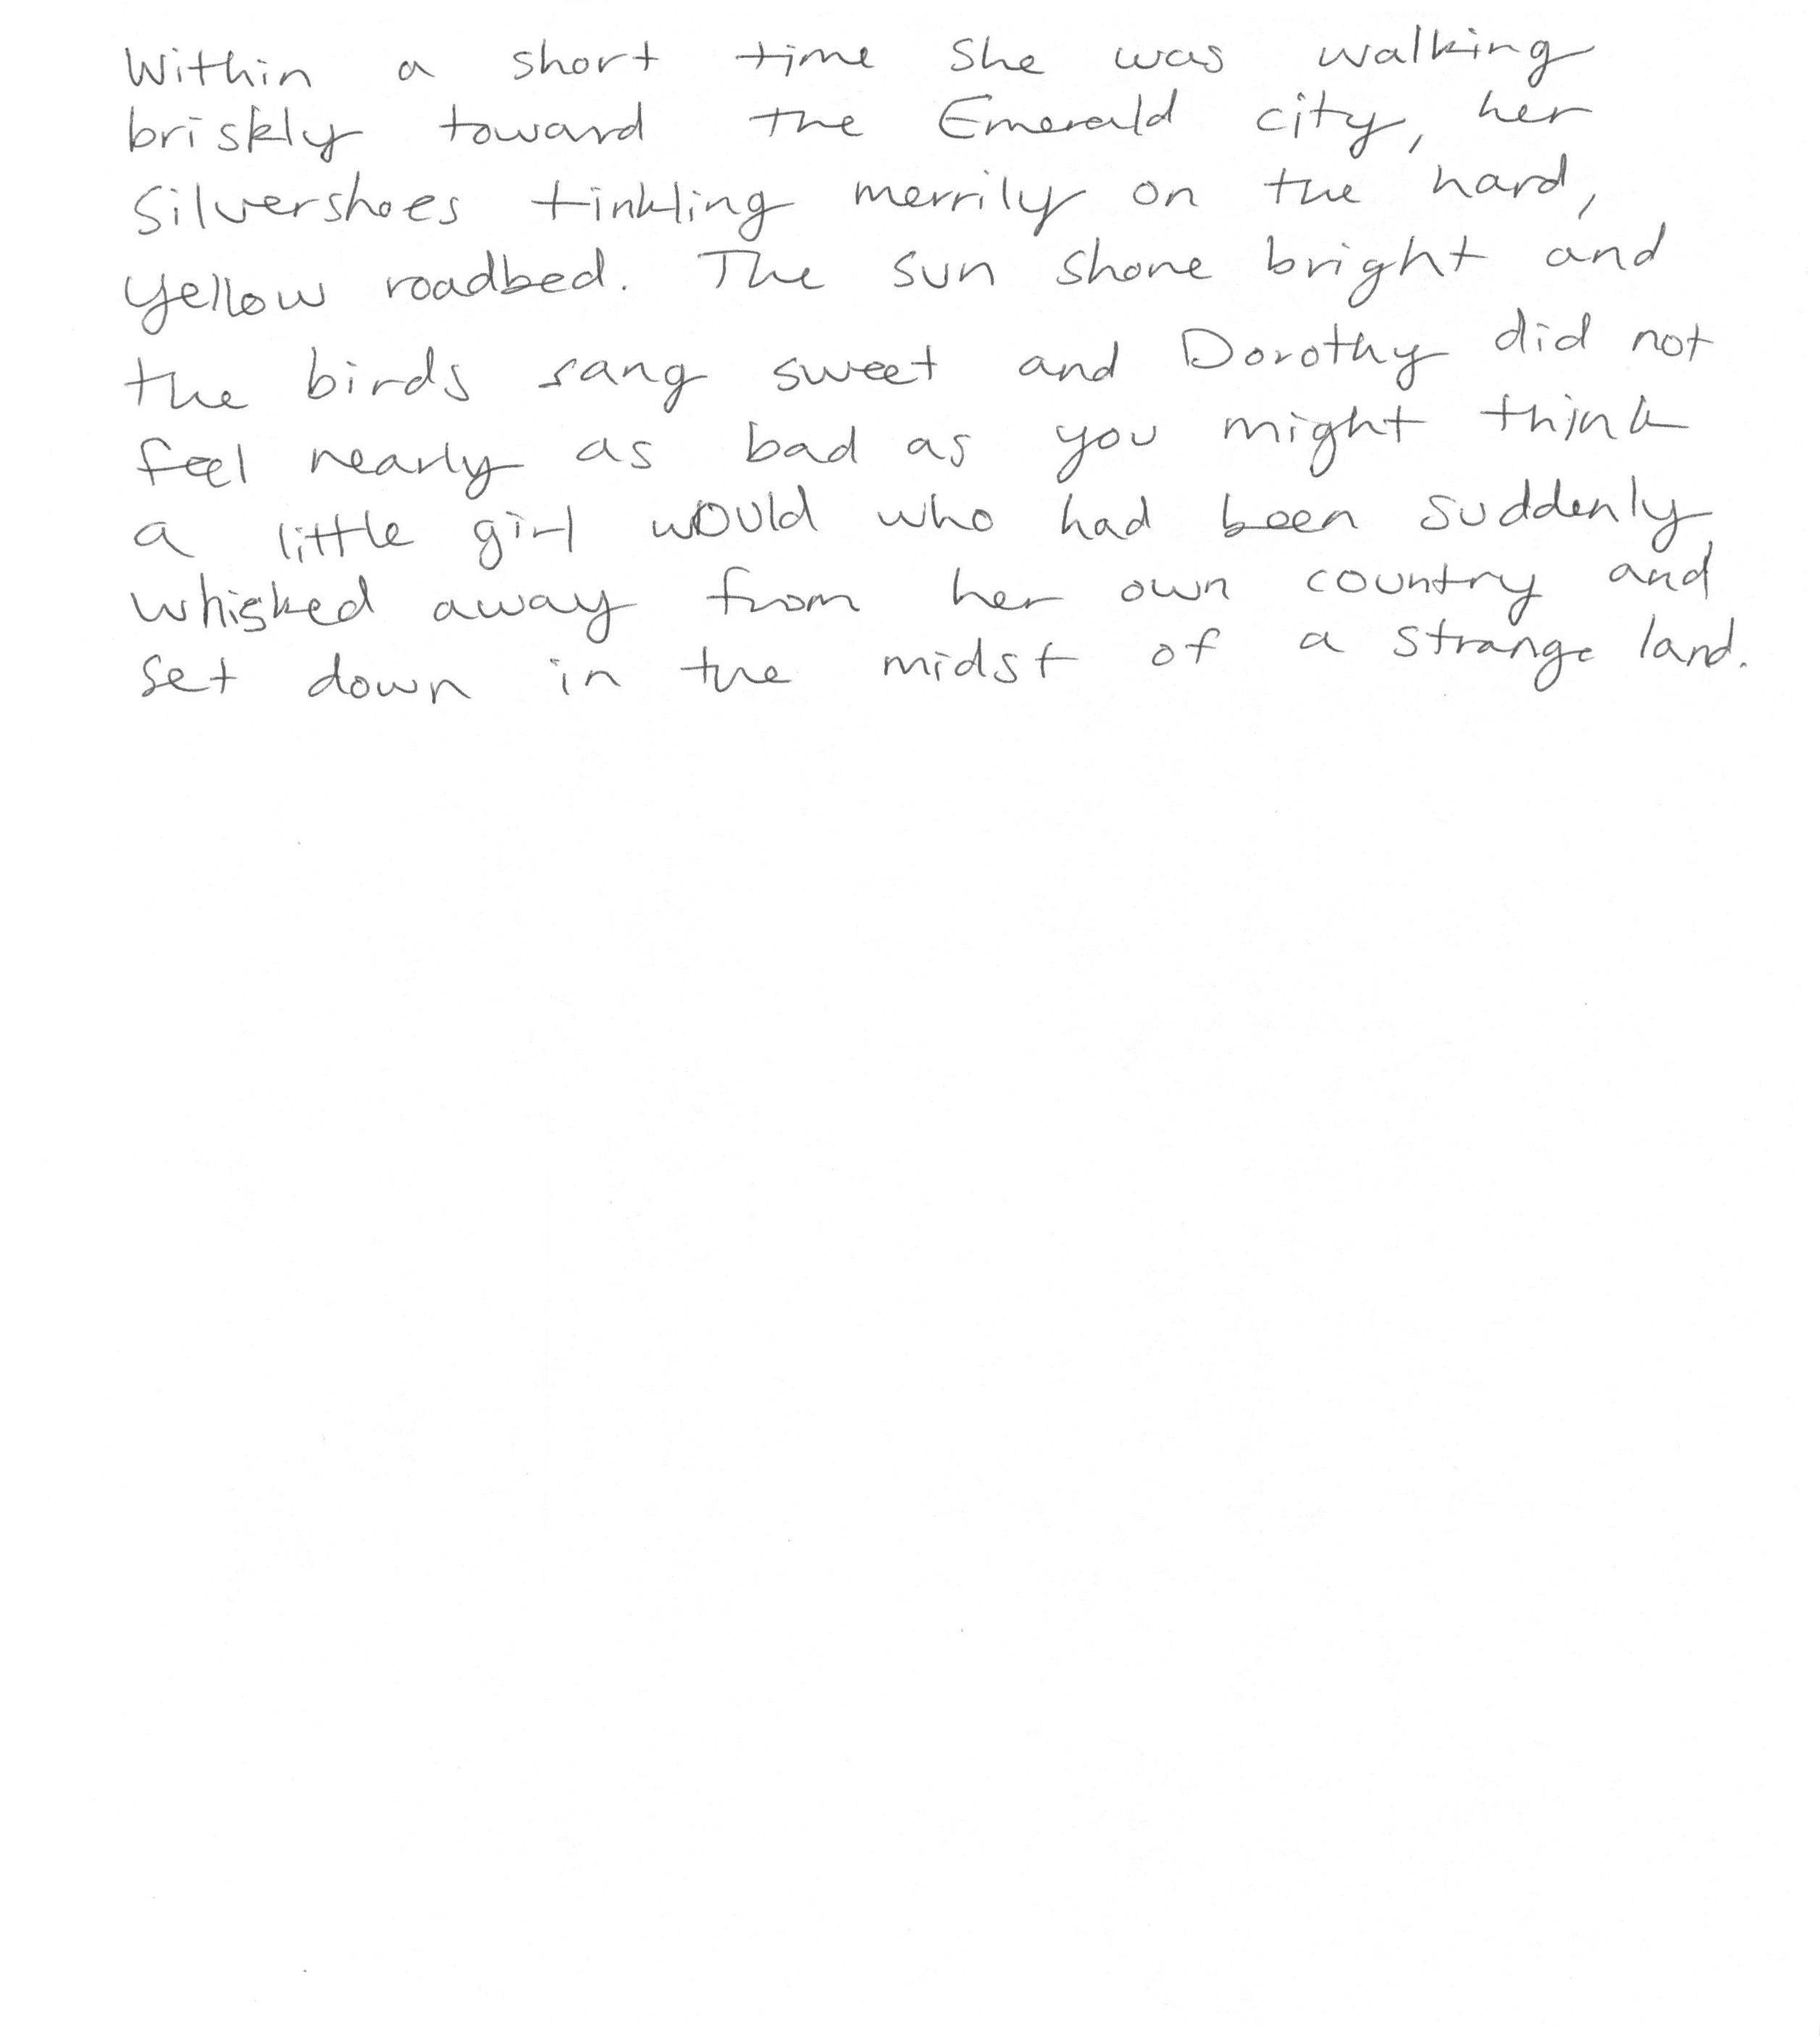 Within a short time she was walking
briskly toward the Emerald city, her
Silvershoes tinkling merrily on the hard,
yellow roadbed. The sun shone bright and
the birds sang sweet and Dorothy did not
feel nearly as bad as you might think
a little girl would who had been suddenly
whisked away from her own country and
set down in the midst of a strange land.